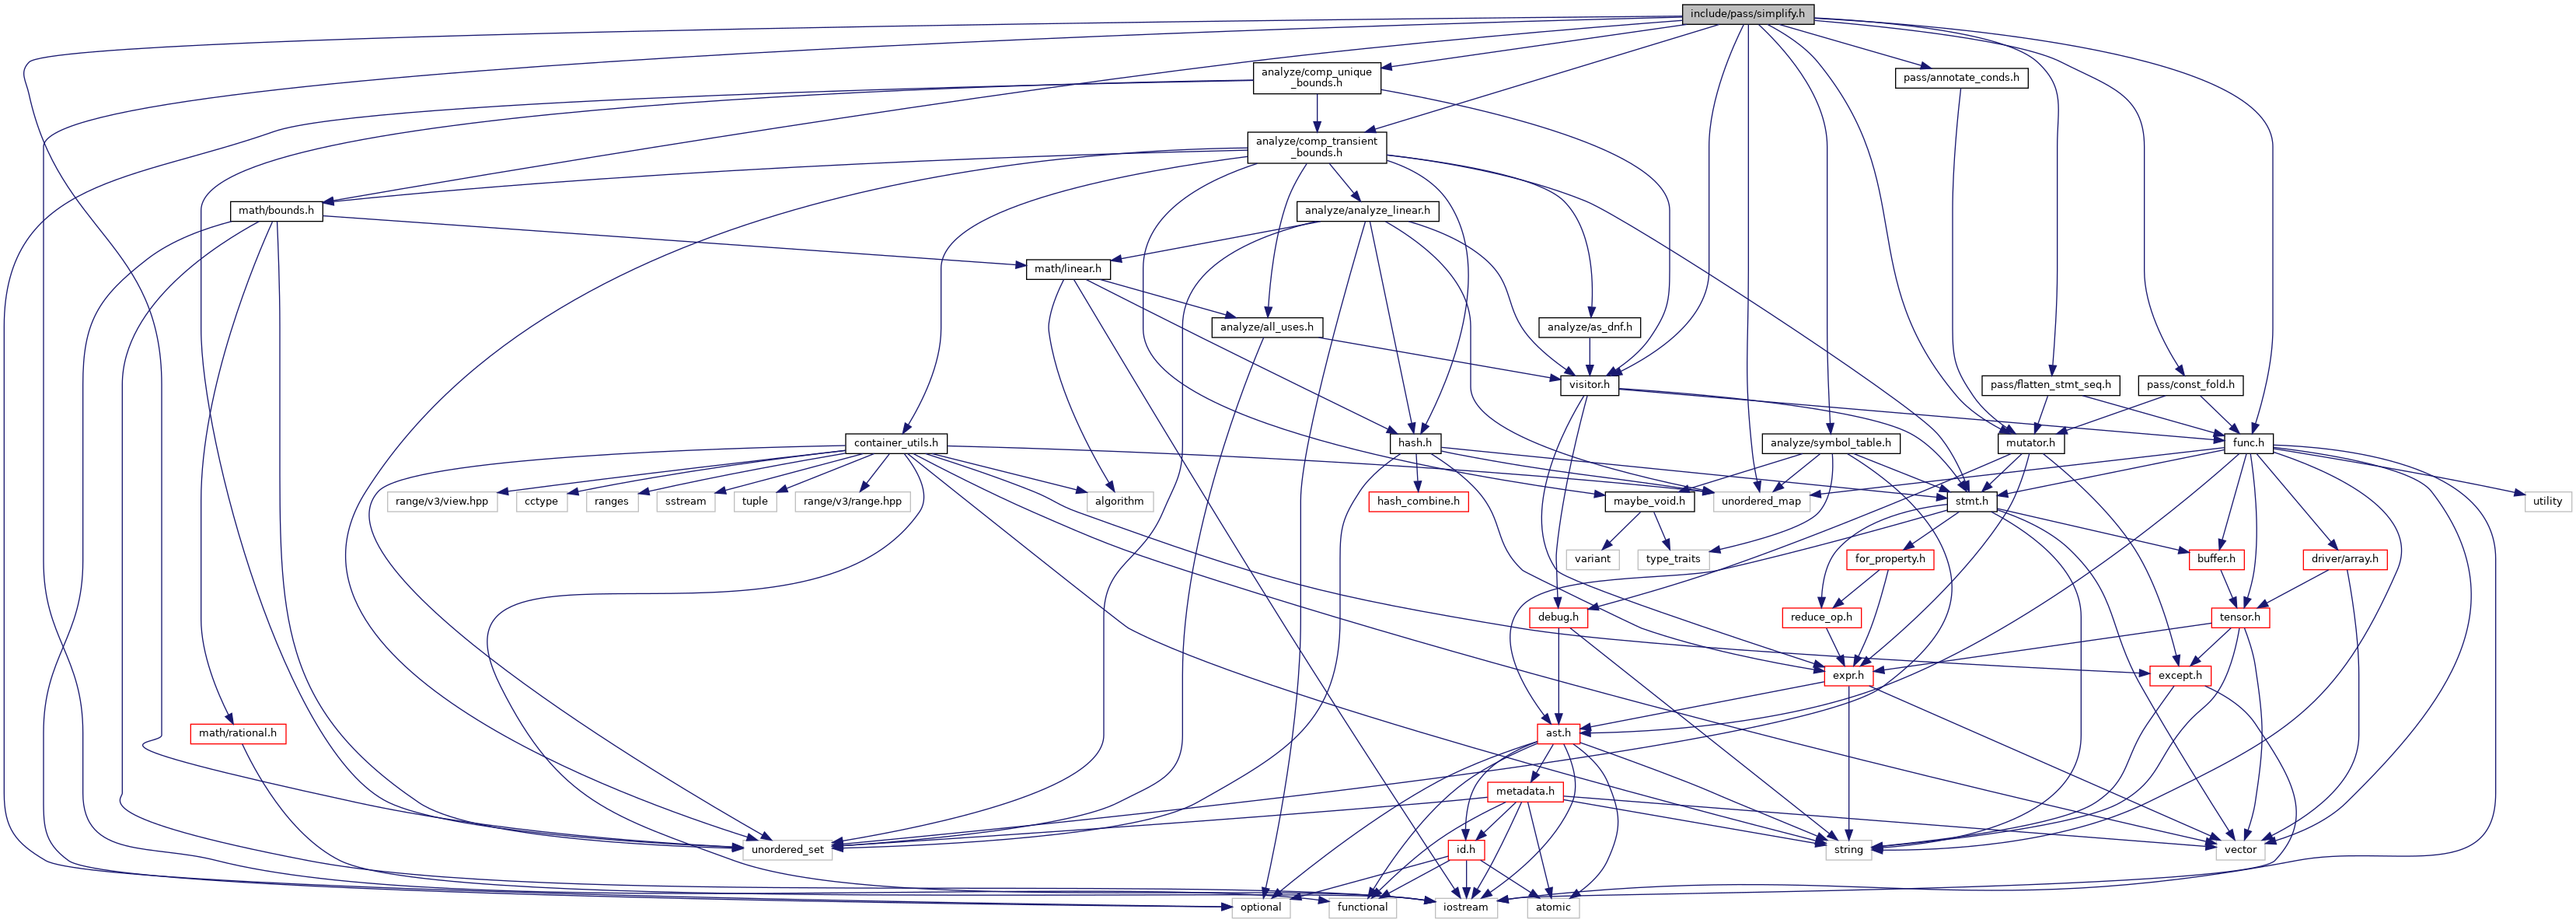 include/pass/simplify.h
analyze/comp_unique
_bounds.h
pass/annotate_conds.h
analyze/comp_transient
_bounds.h
math/bounds.h
analyze/analyze_linear.h
math/linear.h
analyze/all_uses.h
analyze/as_dnf.h
visitor.h
pass/flatten_stmt_seq.h
pass/const_fold.h
container_utils.h
hash.h
analyze/symbol_table.h
mutator.h
func.h
range/v3/view.hpp
cctype
ranges
sstream
tuple
range/v3/range.hpp
algorithm
hash_combine.h
maybe_void.h
unordered_map
stmt.h
utility
variant
type_traits
for_property.h
buffer.h
driver/array.h
debug.h
reduce_op.h
tensor.h
expr.h
except.h
math/rational.h
ast.h
metadata.h
unordered_set
id.h
string
vector
optional
functional
iostream
atomic